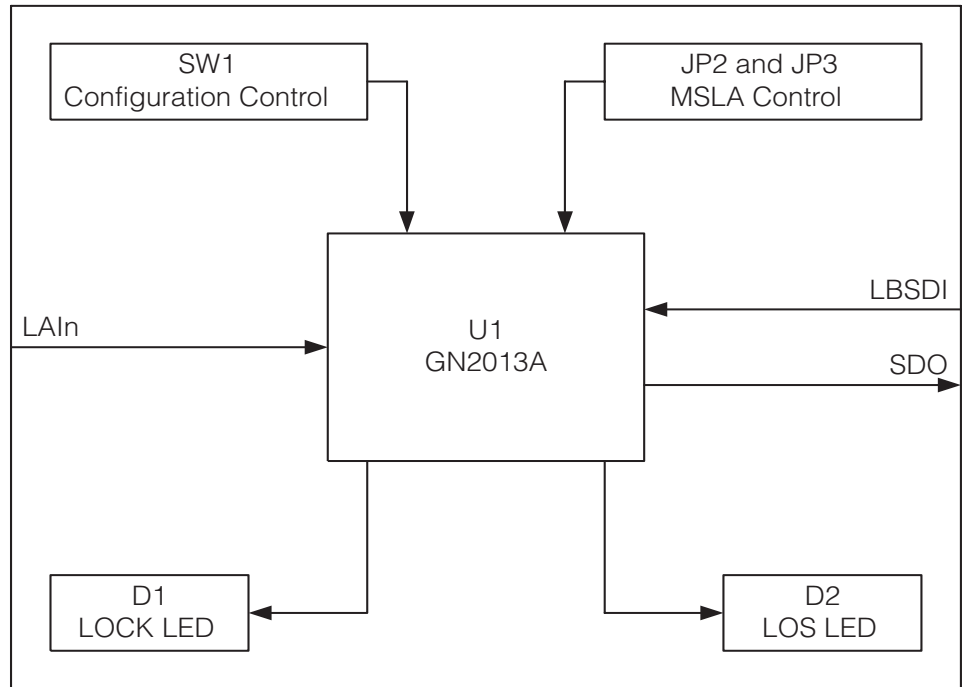 SW1
Configuration Control
JP2 and JP3
MSLA Control
LBSDI
LAIn
U1
GN2013A
SDO
D1
LOCK LED
D2
LOS LED